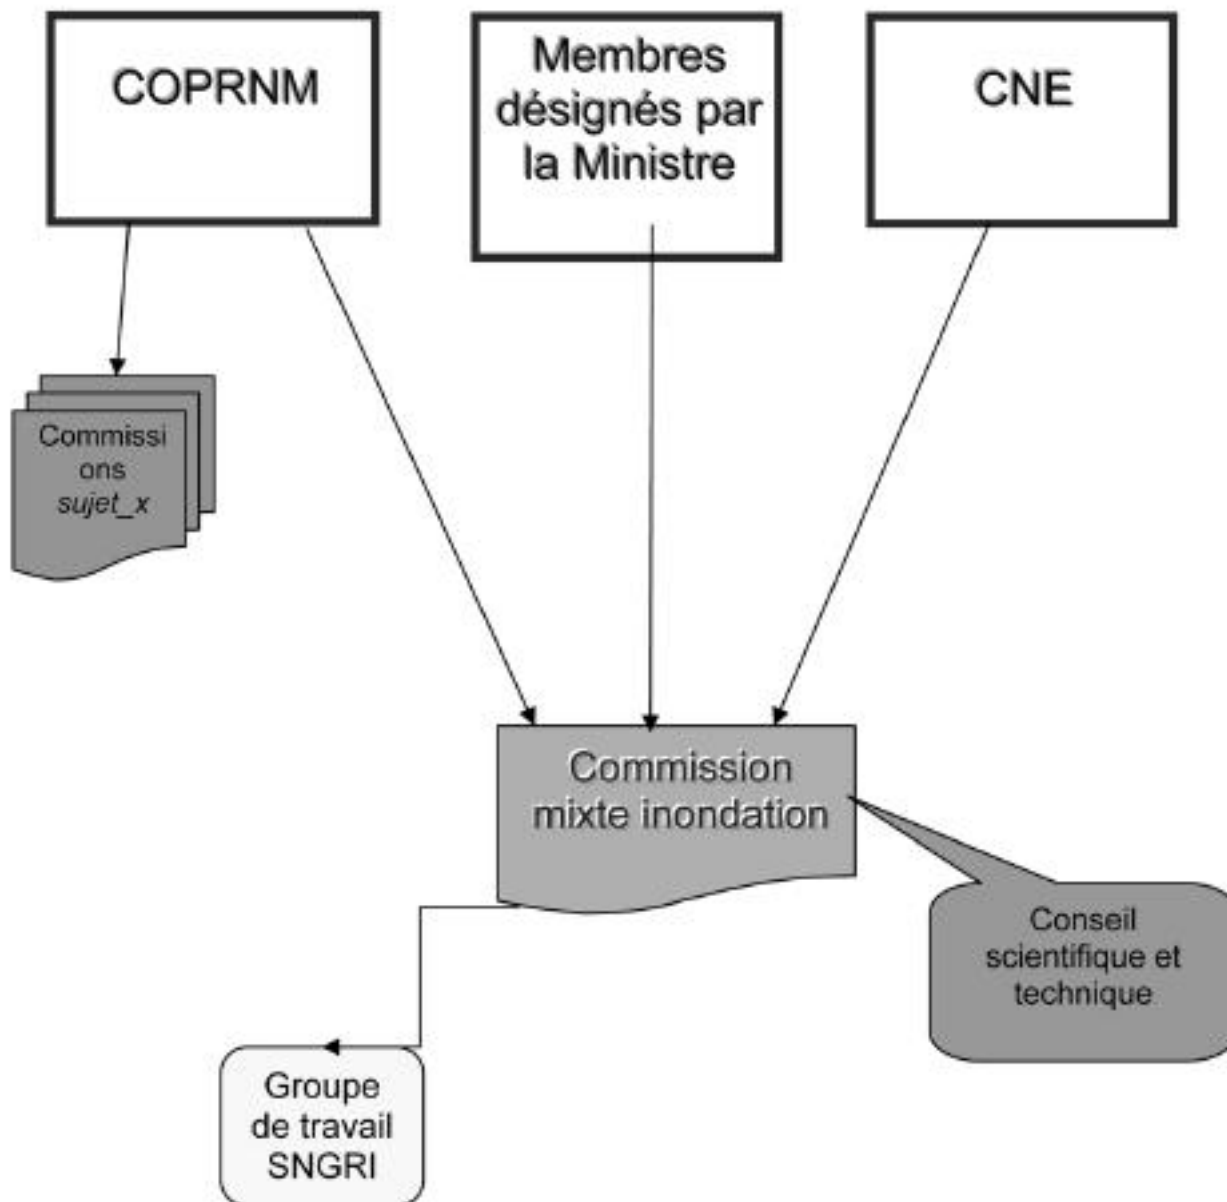 COPRNM
Membres
désignés par
la Ministre
CNE
Commissi
ons
sujet_x
Commission
mixte inondation
Conseil
scientifique et
technique
Groupe
de travail
SNGRI